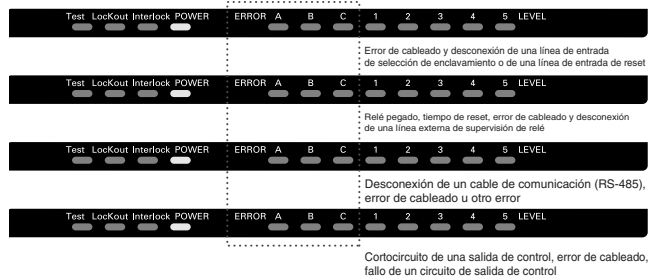 Test LocKout Interlock POWER ERROR A B C 1 2 3 4 5 LEVEL
Error de cableado y desconexión de una línea de entrada
de selección de enclavamiento o de una línea de entrada de reset
Test LocKout Interlock POWER ERROR A B C 1 2 3 4 5 LEVEL
Relé pegado, tiempo de reset, error de cableado y desconexión
de una línea externa de supervisión de relé
Test LocKout Interlock POWER ERROR A B C 1 2 3 4 5 LEVEL
Desconexión de un cable de comunicación (RS-485),
error de cableado u otro error
Test LocKout Interlock POWER ERROR A B C 1 2 3 4 5 LEVEL
Cortocircuito de una salida de control, error de cableado,
fallo de un circuito de salida de control